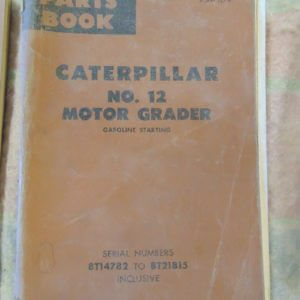 PARTS
BOOK
CATERPILLAR
NO. 12
MOTOR GRADER
GASOLINE STARTING
SERIAL NUMBERS
8T14782 TO 8T21815
INCLUSIVE